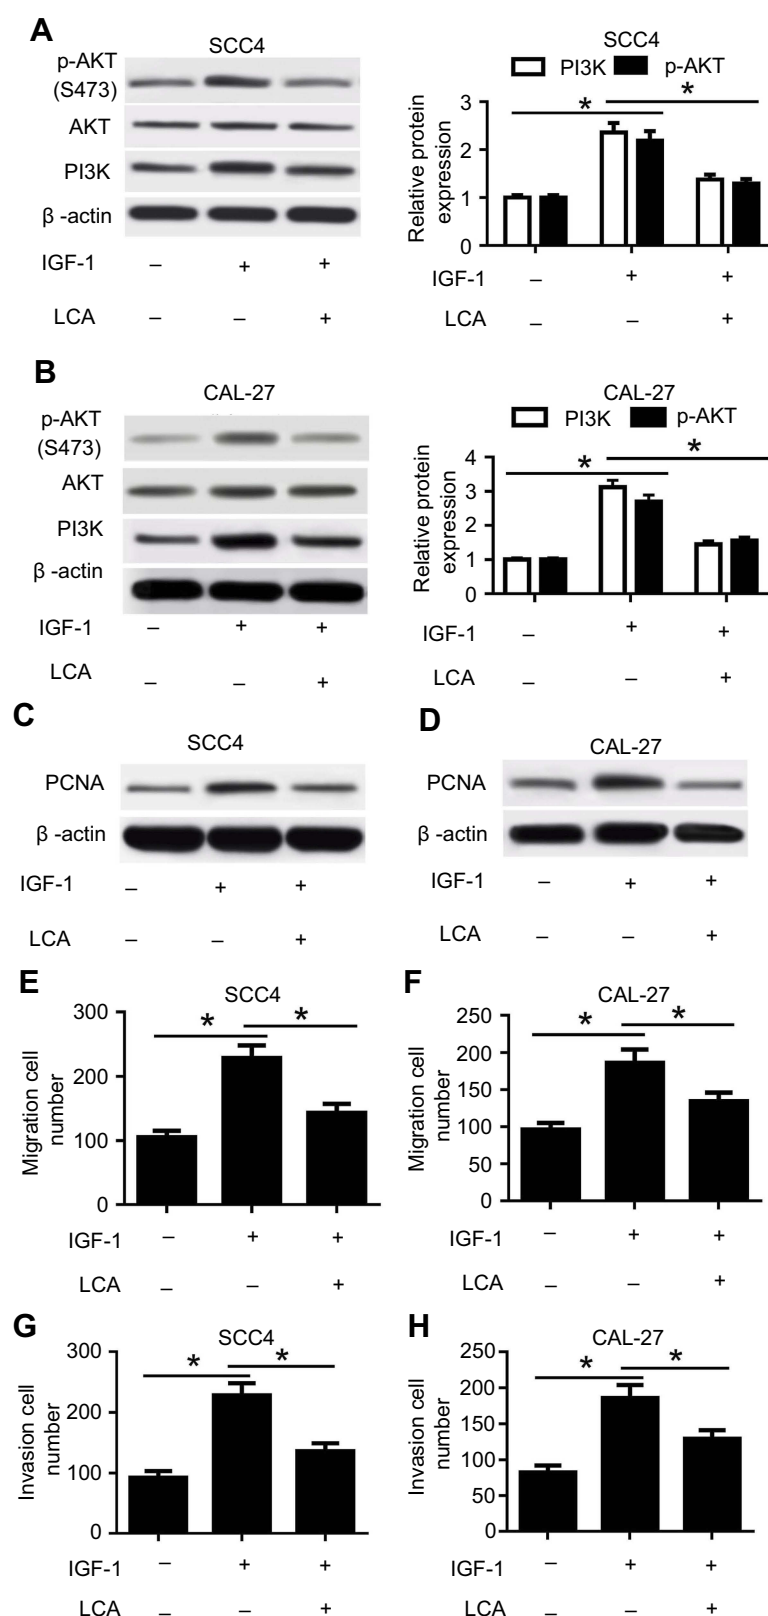 A
SCC4
p-AKT
(S473)
AKT
PI3K
β -actin
IGF-1 – + +
LCA – – +
SCC4
PI3K p-AKT
* *
Relative protein
expression
3
2
1
0
IGF-1 – + +
LCA – – +
B
CAL-27
p-AKT
(S473)
AKT
PI3K
β -actin
IGF-1 – + +
LCA – – +
CAL-27
PI3K p-AKT
* *
Relative protein
expression
4
3
2
1
0
IGF-1 – + +
LCA – – +
C
SCC4
PCNA
β -actin
IGF-1 – + +
LCA – – +
D
CAL-27
PCNA
β -actin
IGF-1 – + +
LCA – – +
E
SCC4
* *
Migration cell
number
300
200
100
0
IGF-1 – + +
LCA – – +
F
CAL-27
* *
Migration cell
number
250
200
150
100
50
0
IGF-1 – + +
LCA – – +
G
SCC4
* *
Invasion cell
number
300
200
100
0
IGF-1 – + +
LCA – – +
H
CAL-27
* *
Invasion cell
number
250
200
150
100
50
0
IGF-1 – + +
LCA – – +